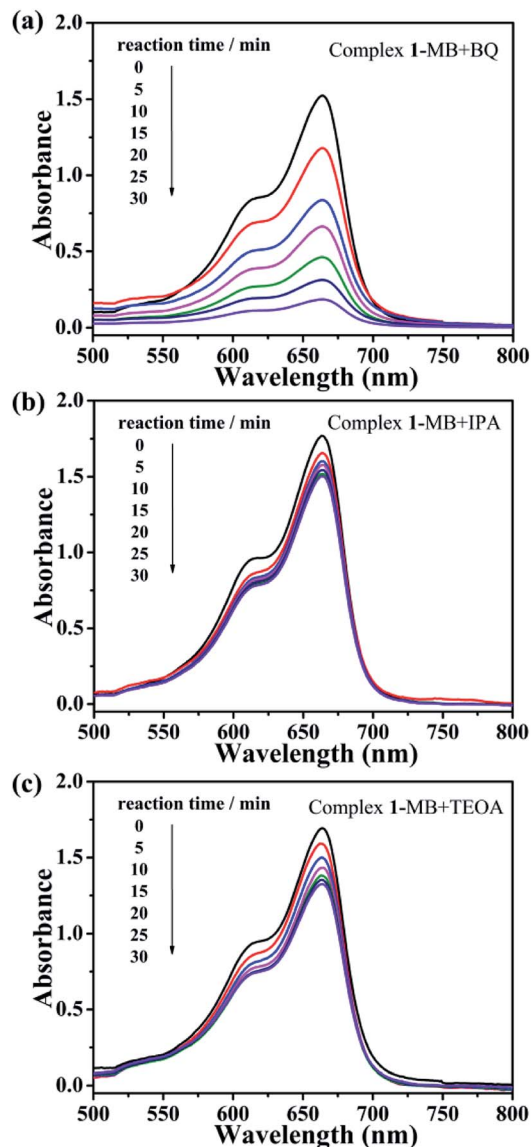 (a)
2.0
reaction time / min
Complex 1-MB+BQ
0
5
10
15
20
25
30
1.5
1.0
0.5
0.0
Absorbance
500 550 600 650 700 750 800
Wavelength (nm)
(b)
2.0
reaction time / min
Complex 1-MB+IPA
0
5
10
15
20
25
30
1.5
1.0
0.5
0.0
Absorbance
500 550 600 650 700 750 800
Wavelength (nm)
(c)
2.0
reaction time / min
Complex 1-MB+TEOA
0
5
10
15
20
25
30
1.5
1.0
0.5
0.0
Absorbance
500 550 600 650 700 750 800
Wavelength (nm)